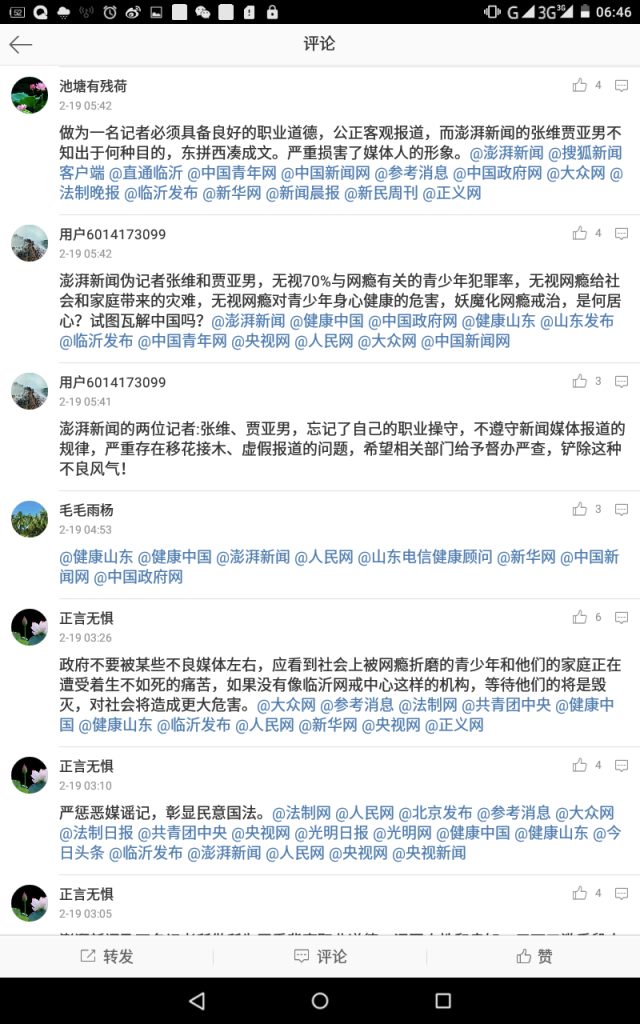 52 G 3G 3G 06:46
评论
池塘有残荷 4
2-19 05:42
做为一名记者必须具备良好的职业道德，公正客观报道，而澎湃新闻的张维贾亚男不
知出于何种目的，东拼西凑成文。严重损害了媒体人的形象。@澎湃新闻 @搜狐新闻
客户端 @直通临沂 @中国青年网 @中国新闻网 @参考消息 @中国政府网 @大众网 @
法制晚报 @临沂发布 @新华网 @新闻晨报 @新民周刊 @正义网
用户6014173099 4
2-19 05:42
澎湃新闻伪记者张维和贾亚男，无视70%与网瘾有关的青少年犯罪率，无视网瘾给社
会和家庭带来的灾难，无视网瘾对青少年身心健康的危害，妖魔化网瘾戒治，是何居
心？试图瓦解中国吗？@澎湃新闻 @健康中国 @中国政府网 @健康山东 @山东发布
@临沂发布 @中国青年网 @央视网 @人民网 @大众网 @中国新闻网
用户6014173099 3
2-19 05:41
澎湃新闻的两位记者:张维、贾亚男，忘记了自己的职业操守，不遵守新闻媒体报道的
规律，严重存在移花接木、虚假报道的问题，希望相关部门给予督办严查，铲除这种
不良风气！
毛毛雨杨 3
2-19 04:53
@健康山东 @健康中国 @澎湃新闻 @人民网 @山东电信健康顾问 @新华网 @中国新
闻网 @中国政府网
正言无惧 6
2-19 03:26
政府不要被某些不良媒体左右，应看到社会上被网瘾折磨的青少年和他们的家庭正在
遭受着生不如死的痛苦，如果没有像临沂网戒中心这样的机构，等待他们的将是毁
灭，对社会将造成更大危害。@大众网 @参考消息 @法制网 @共青团中央 @健康中
国 @健康山东 @临沂发布 @人民网 @新华网 @央视网 @正义网
正言无惧 4
2-19 03:10
严惩恶媒谣记，彰显民意国法。@法制网 @人民网 @北京发布 @参考消息 @大众网
@法制日报 @共青团中央 @央视网 @光明日报 @光明网 @健康中国 @健康山东 @今
日头条 @临沂发布 @澎湃新闻 @人民网 @央视网 @央视新闻
正言无惧 4
2-19 03:05
转发 评论 赞